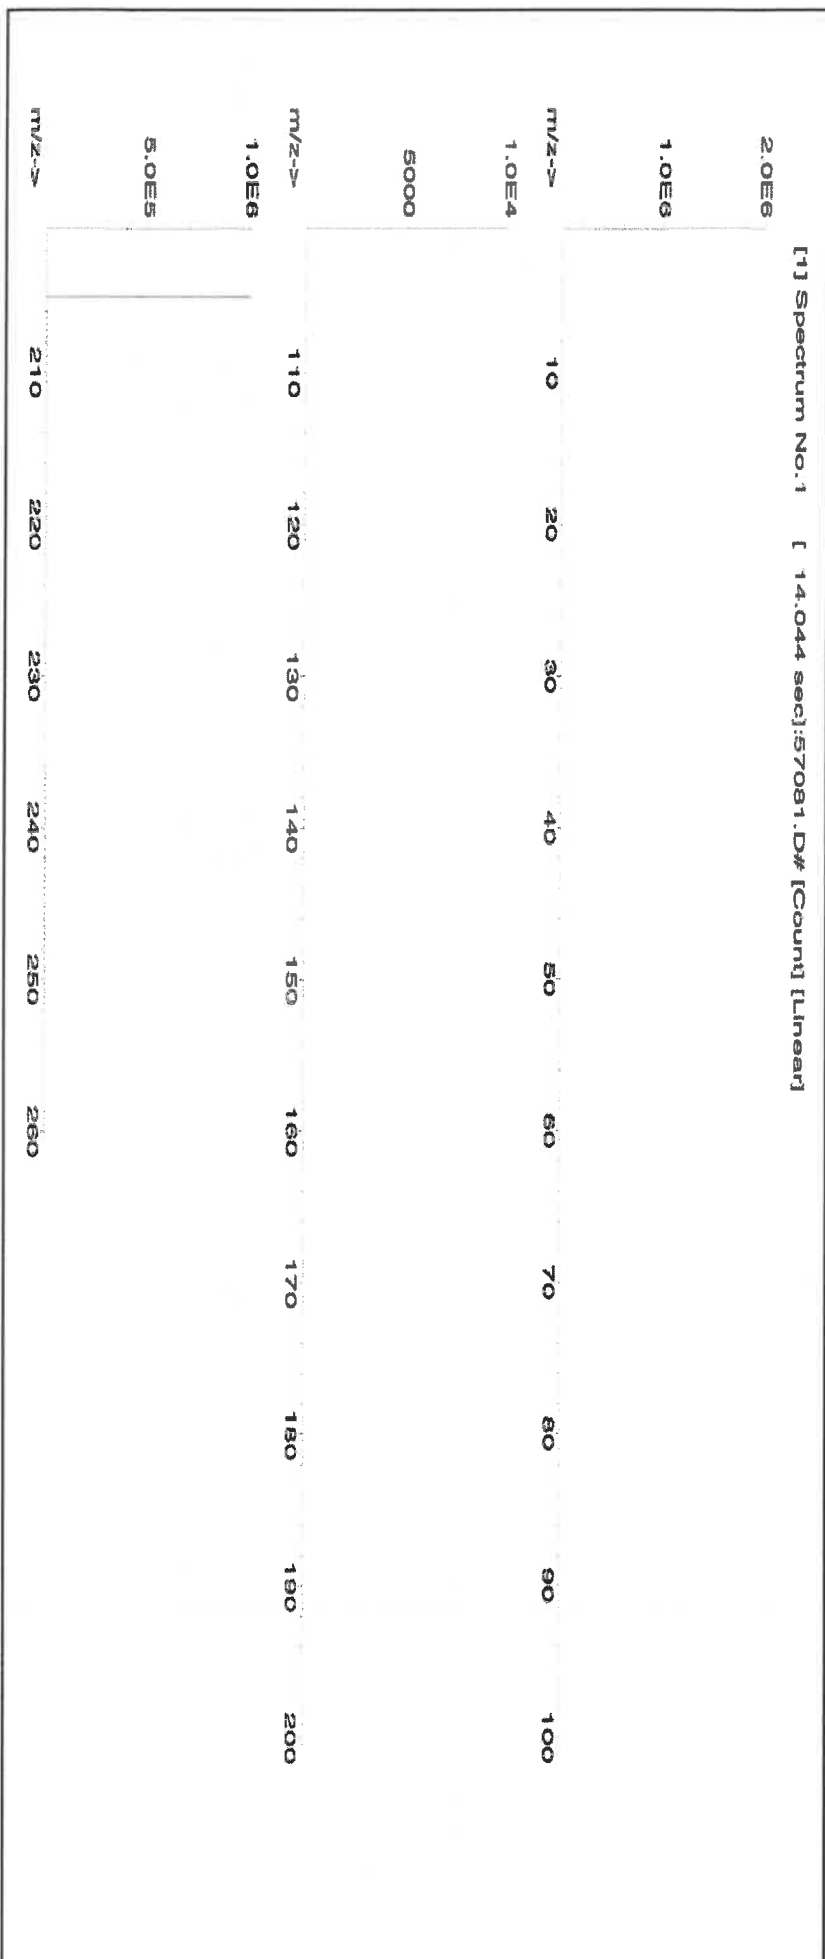 [1] Spectrum No.1 [ 14.044 sec]:57081.D# [Count] [Linear]
2.0E6
1.0E6
m/z-> 10 20 30 40 50 60 70 80 90 100
1.0E4
5000
m/z-> 110 120 130 140 150 160 170 180 190 200
1.0E6
5.0E5
m/z-> 210 220 230 240 250 260